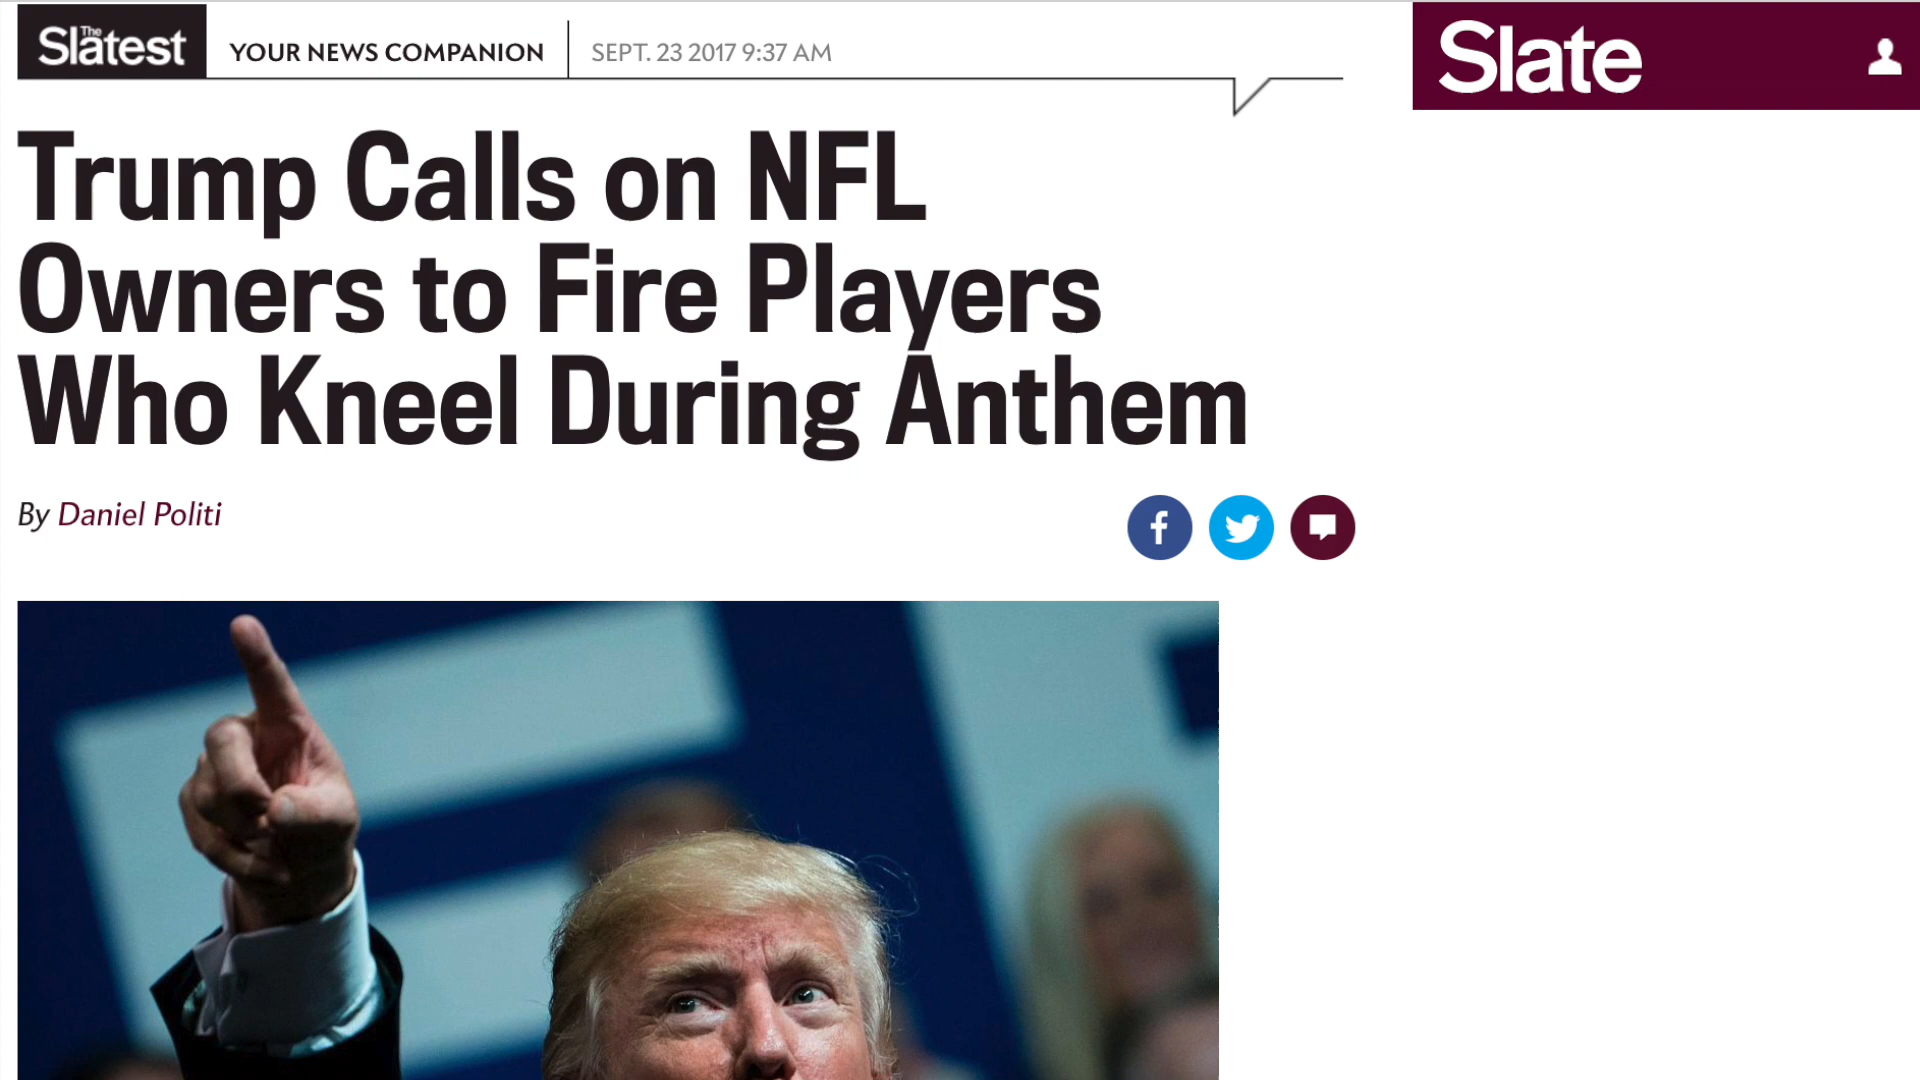 The Slatest
YOUR NEWS COMPANION
SEPT. 23 2017 9:37 AM
Slate
Trump Calls on NFL
Owners to Fire Players
Who Kneel During Anthem
By Daniel Politi